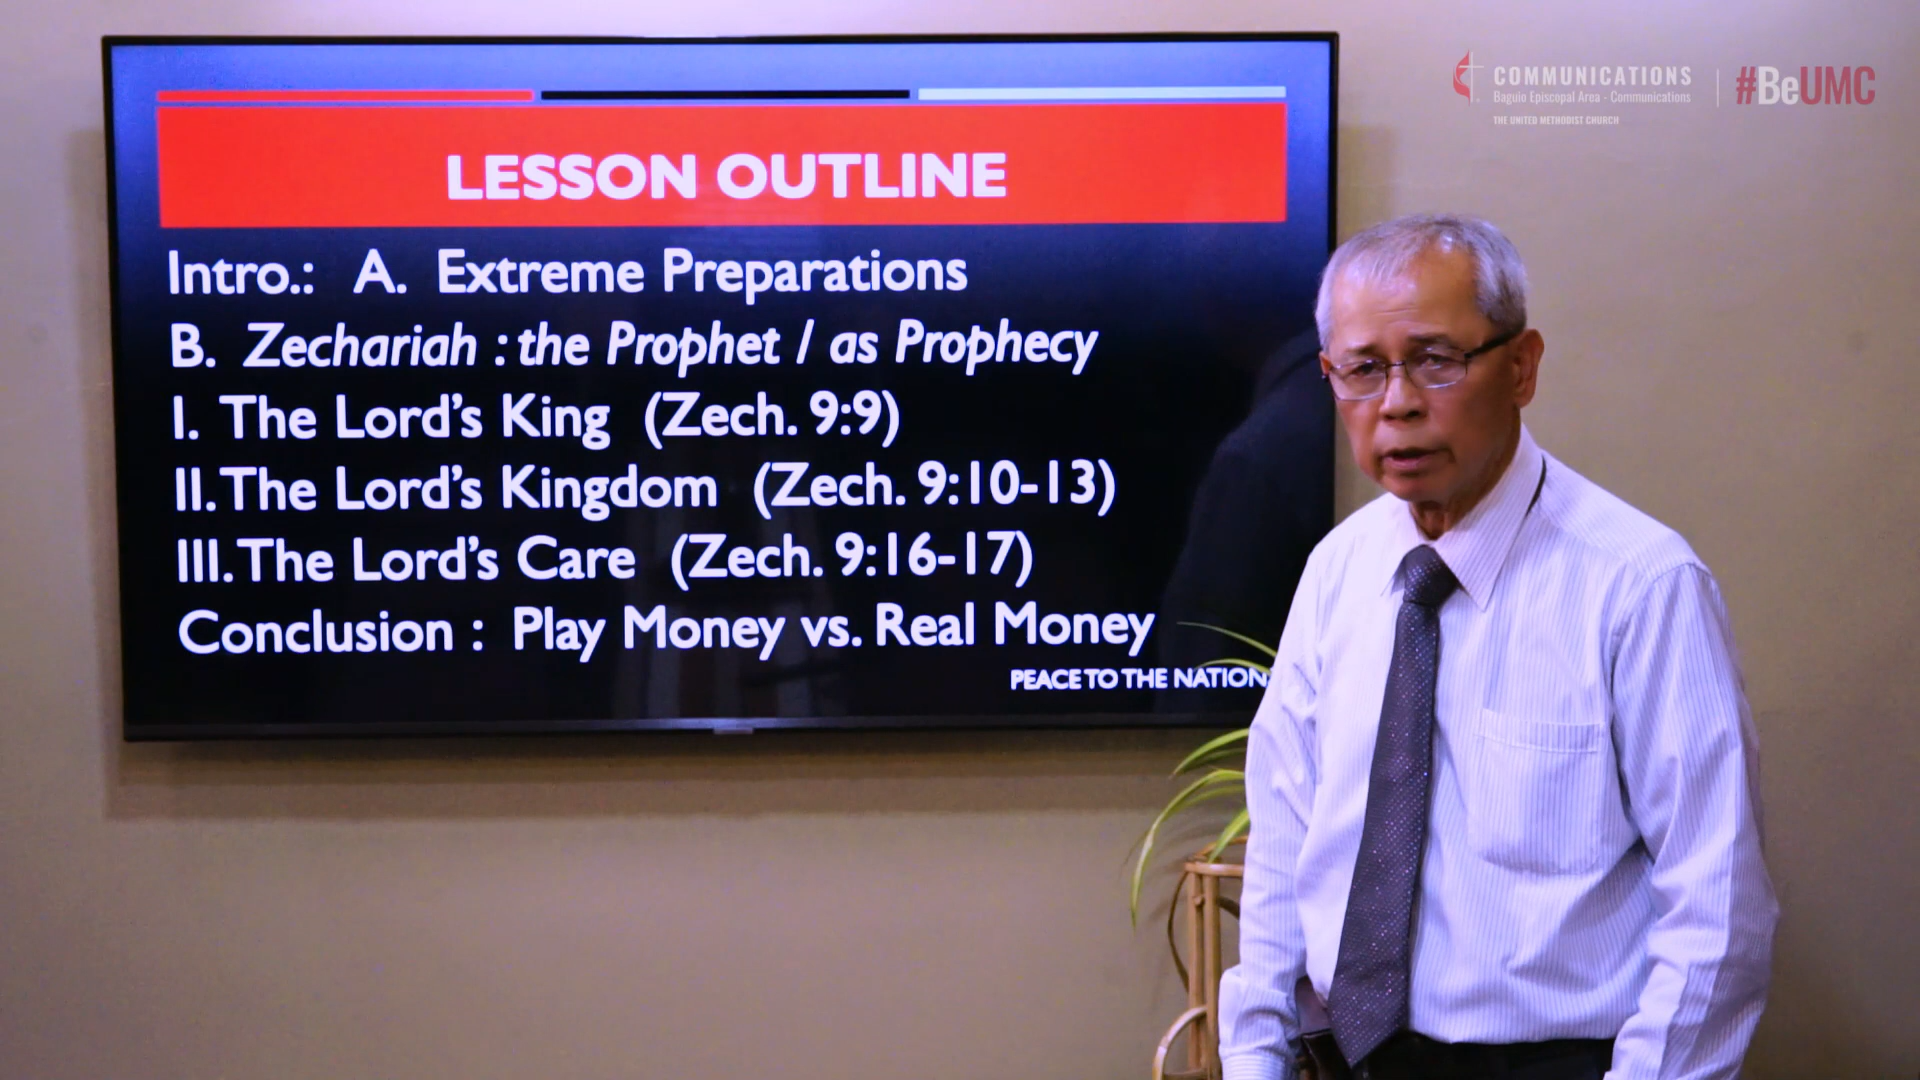 COMMUNICATIONS
Baguio Episcopal Area - Communications
THE UNITED METHODIST CHURCH
#BeUMC
LESSON OUTLINE
Intro.: A. Extreme Preparations
B. Zechariah : the Prophet / as Prophecy
I. The Lord's King (Zech. 9:9)
II. The Lord's Kingdom (Zech. 9:10-13)
III. The Lord's Care (Zech. 9:16-17)
Conclusion : Play Money vs. Real Money
PEACE TO THE NATION